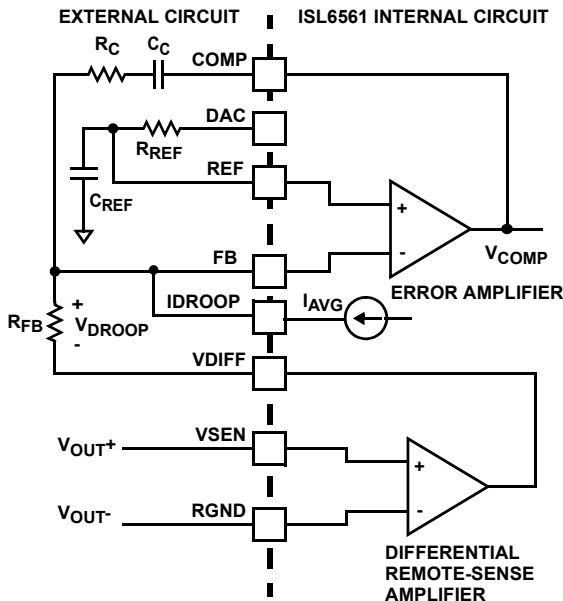 EXTERNAL CIRCUIT
ISL6561 INTERNAL CIRCUIT
RC
CC
COMP
DAC
RREF
REF
CREF
+
-
VCOMP
FB
ERROR AMPLIFIER
IDROOP
IAVG
RFB
+
VDROOP
-
VDIFF
VOUT+
VSEN
+
VOUT-
RGND
-
DIFFERENTIAL
REMOTE-SENSE
AMPLIFIER